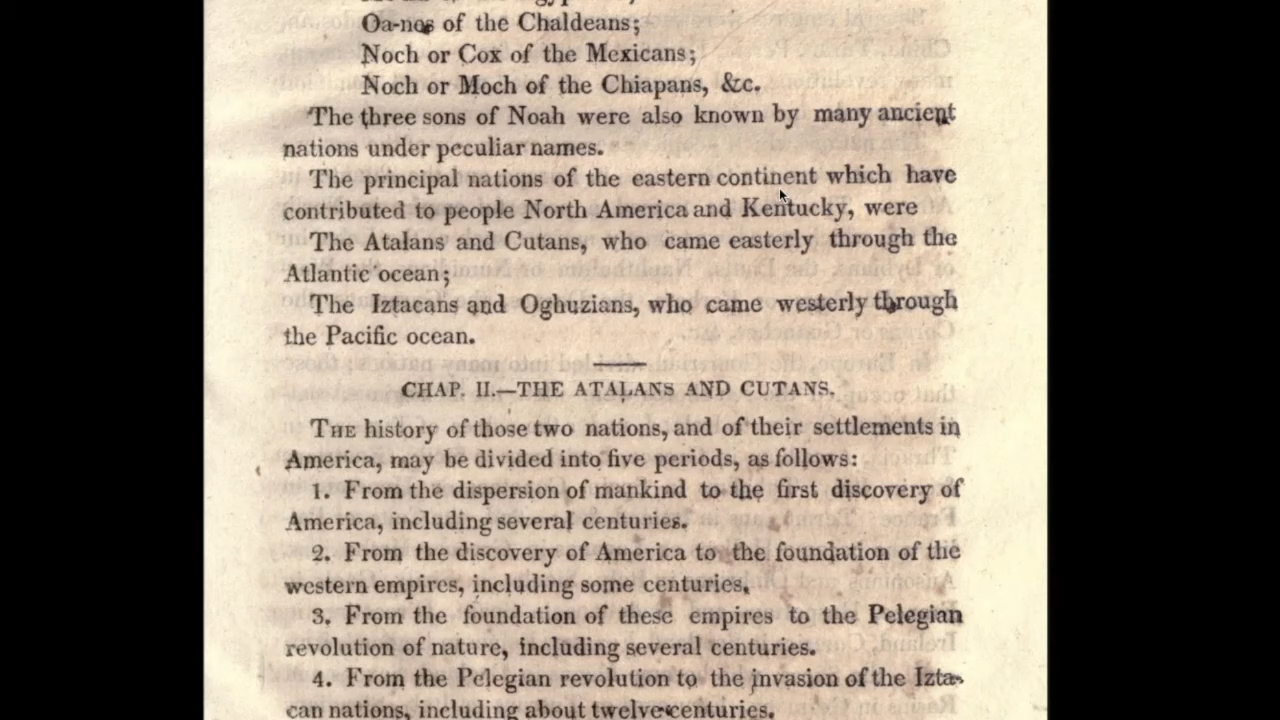 Oa-nos of the Chaldeans;
Noch or Cox of the Mexicans;
Noch or Moch of the Chiapans, &c.
The three sons of Noah were also known by many ancient
nations under peculiar names.
The principal nations of the eastern continent which have
contributed to people North America and Kentucky, were
The Atalans and Cutans, who came easterly through the
Atlantic ocean;
The Iztacans and Oghuzians, who came westerly through
the Pacific ocean.
CHAP. II.—THE ATALANS AND CUTANS.
THE history of those two nations, and of their settlements in
America, may be divided into five periods, as follows:
1. From the dispersion of mankind to the first discovery of
America, including several centuries.
2. From the discovery of America to the foundation of the
western empires, including some centuries.
3. From the foundation of these empires to the Pelegian
revolution of nature, including several centuries.
4. From the Pelegian revolution to the invasion of the Izta-
can nations, including about twelve centuries.